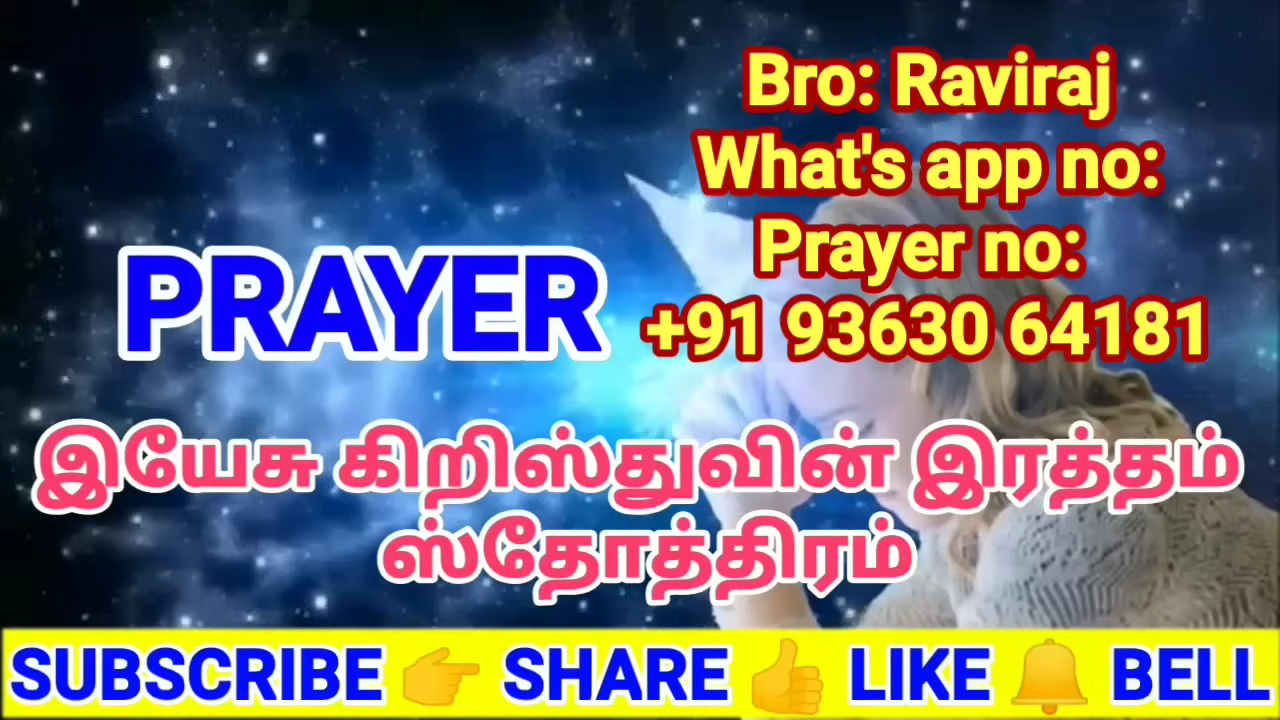 Bro: Raviraj
What's app no:
Prayer no:
+91 93630 64181
PRAYER
இயேசு கிறிஸ்துவின் இரத்தம்
ஸ்தோத்திரம்
SUBSCRIBE 👉 SHARE 👍 LIKE 🔔 BELL